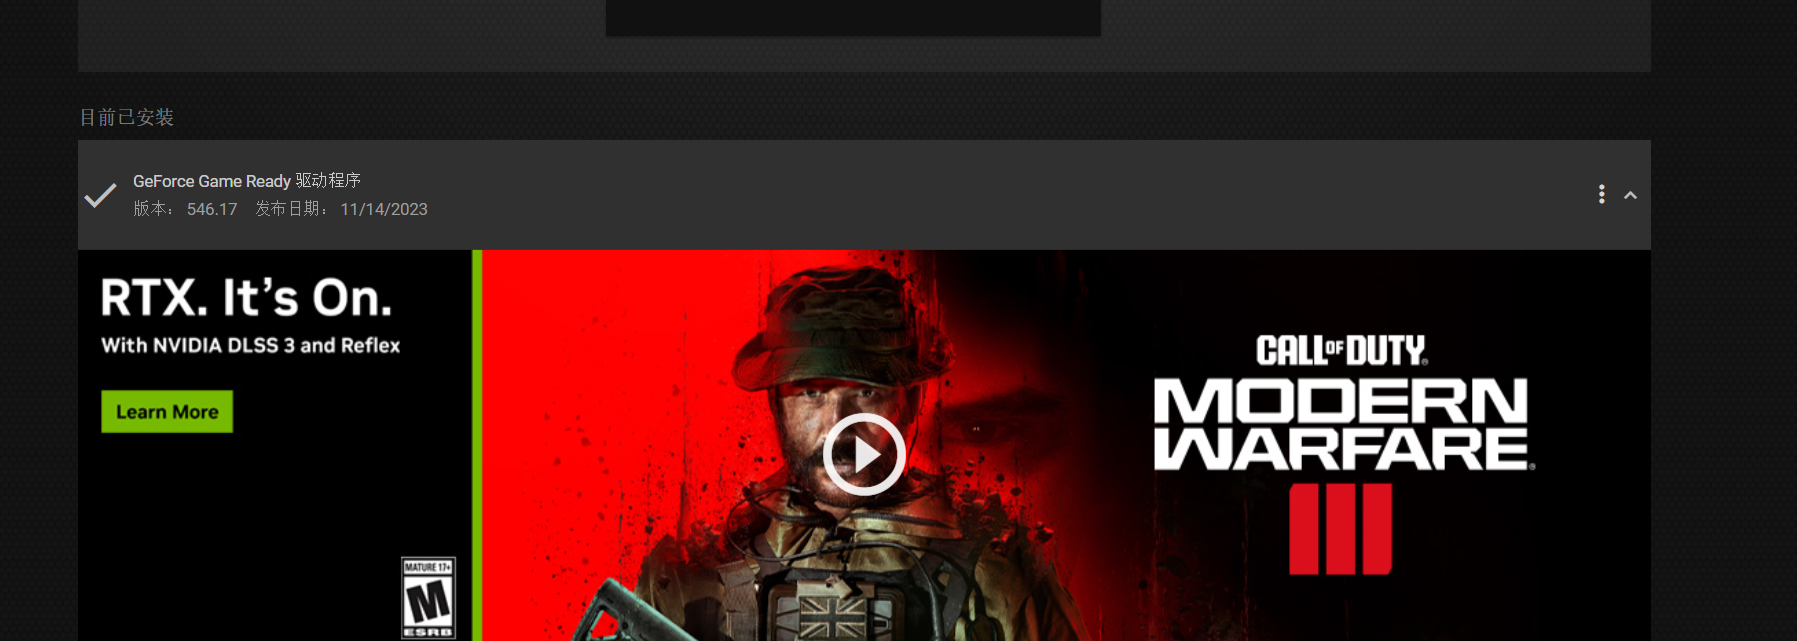 目前已安装
GeForce Game Ready 驱动程序
版本： 546.17 发布日期： 11/14/2023
RTX. It's On.
With NVIDIA DLSS 3 and Reflex
Learn More
CALL OF DUTY
MODERN
WARFARE
III
MATURE 17+
M
ESRB